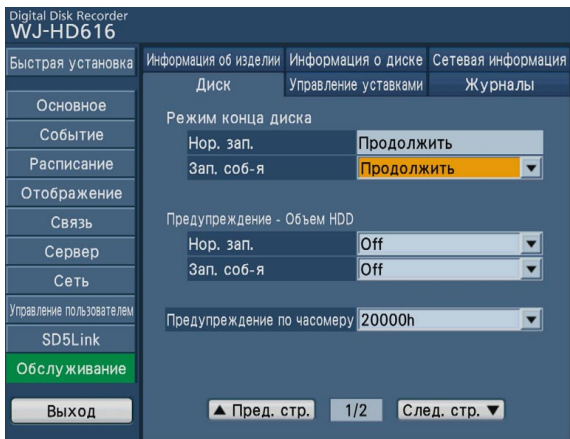 Digital Disk Recorder
WJ-HD616
Быстрая установка
Основное
Событие
Расписание
Отображение
Связь
Сервер
Сеть
Управление пользователем
SD5Link
Обслуживание
Выход
Информация об изделии Информация о диске Сетевая информация
Диск Управление уставками Журналы
Режим конца диска
Нор. зап. Продолжить
Зап. соб-я Продолжить
Предупреждение - Объем HDD
Нор. зап. Off
Зап. соб-я Off
Предупреждение по часомеру 20000h
▲ Пред. стр. 1/2 След. стр. ▼